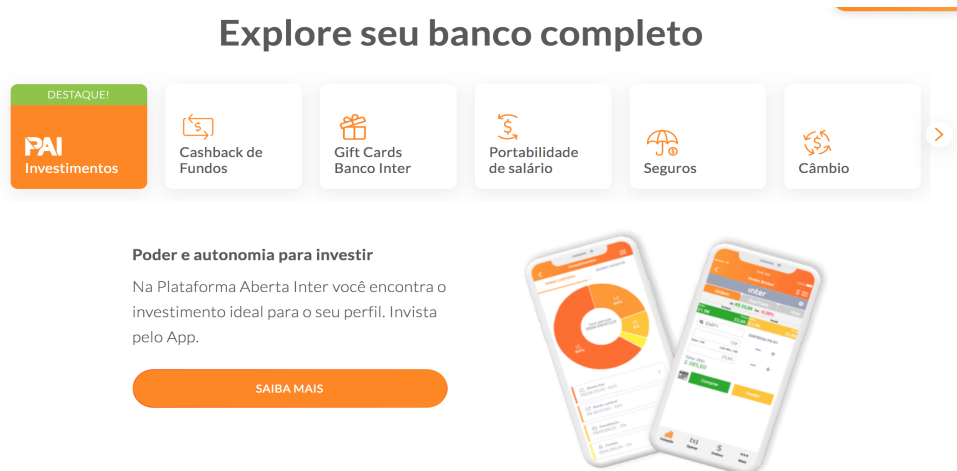 Explore seu banco completo
DESTAQUE!
PAI
Investimentos
Cashback de
Fundos
Gift Cards
Banco Inter
Portabilidade
de salário
Seguros
Câmbio
Poder e autonomia para investir
Na Plataforma Aberta Inter você encontra o
investimento ideal para o seu perfil. Invista
pelo App.
SAIBA MAIS
Investimentos
inter
Comprar